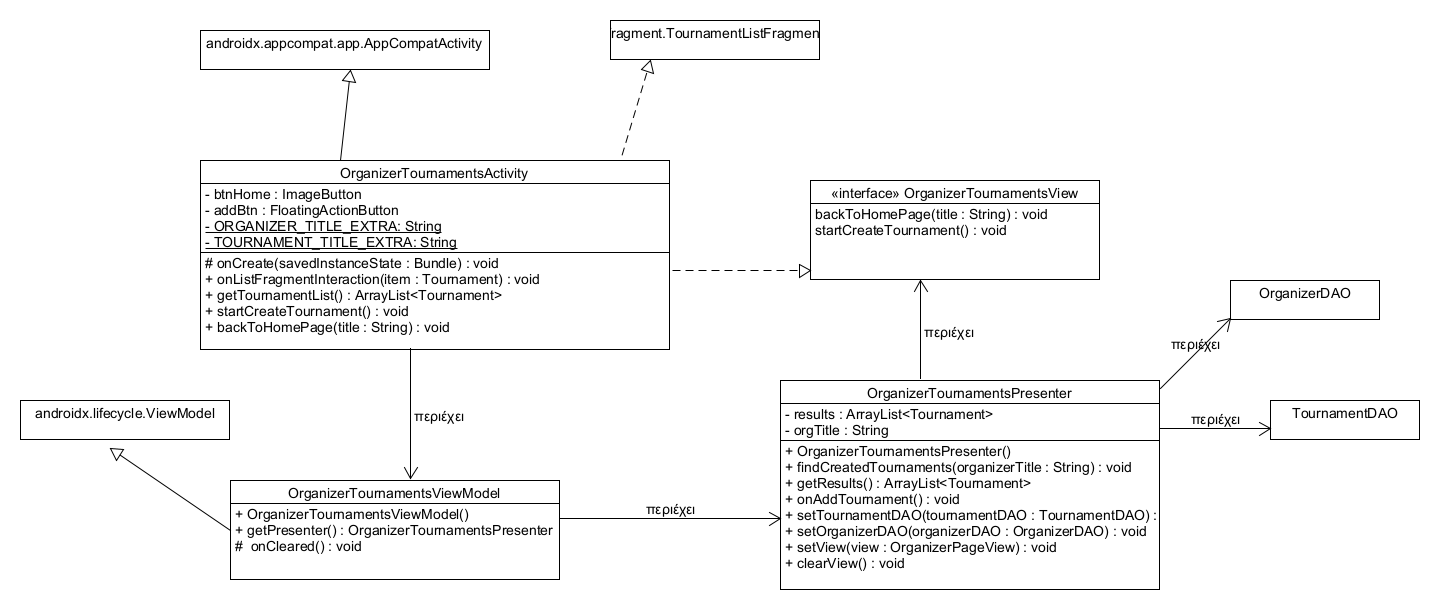 androidx.appcompat.app.AppCompatActivity
ragment.TournamentListFragmen
OrganizerTournamentsActivity
- btnHome : ImageButton
- addBtn : FloatingActionButton
- ORGANIZER_TITLE_EXTRA: String
- TOURNAMENT_TITLE_EXTRA: String
# onCreate(savedInstanceState : Bundle) : void
+ onListFragmentInteraction(item : Tournament) : void
+ getTournamentList() : ArrayList<Tournament>
+ startCreateTournament() : void
+ backToHomePage(title : String) : void
«interface» OrganizerTournamentsView
backToHomePage(title : String) : void
startCreateTournament() : void
OrganizerDAO
περιέχει
περιέχει
TournamentDAO
περιέχει
OrganizerTournamentsPresenter
- results : ArrayList<Tournament>
- orgTitle : String
+ OrganizerTournamentsPresenter()
+ findCreatedTournaments(organizerTitle : String) : void
+ getResults() : ArrayList<Tournament>
+ onAddTournament() : void
+ setTournamentDAO(tournamentDAO : TournamentDAO) :
+ setOrganizerDAO(organizerDAO : OrganizerDAO) : void
+ setView(view : OrganizerPageView) : void
+ clearView() : void
androidx.lifecycle.ViewModel
περιέχει
OrganizerTournamentsViewModel
+ OrganizerTournamentsViewModel()
+ getPresenter() : OrganizerTournamentsPresenter
# onCleared() : void
περιέχει